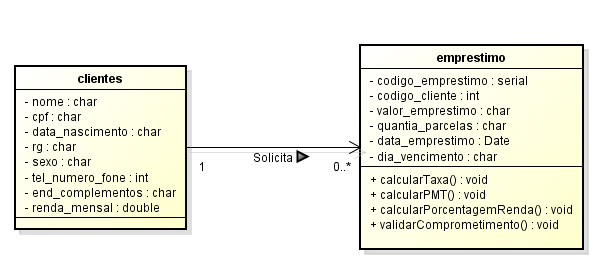 clientes
- nome : char
- cpf : char
- data_nascimento : char
- rg : char
- sexo : char
- tel_numero_fone : int
- end_complementos : char
- renda_mensal : double
1
Solicita
0..*
emprestimo
- codigo_emprestimo : serial
- codigo_cliente : int
- valor_emprestimo : char
- quantia_parcelas : char
- data_emprestimo : Date
- dia_vencimento : char
+ calcularTaxa() : void
+ calcularPMT() : void
+ calcularPorcentagemRenda() : void
+ validarComprometimento() : void